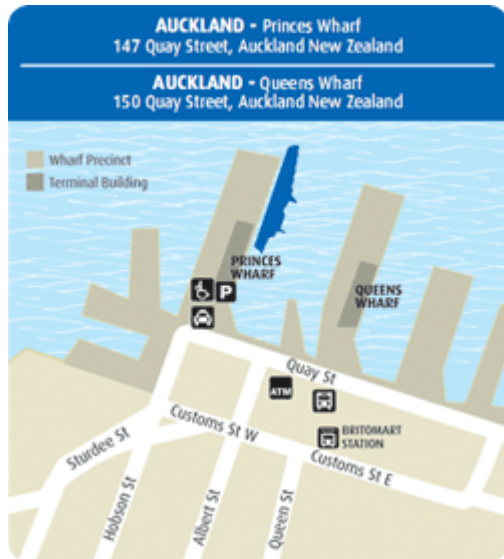 AUCKLAND - Princes Wharf
147 Quay Street, Auckland New Zealand
AUCKLAND - Queens Wharf
150 Quay Street, Auckland New Zealand
Wharf Precinct
Terminal Building
PRINCES
WHARF
P
QUEENS
WHARF
Quay St
ATM
BRITOMART
STATION
Customs St W
Customs St E
Sturdee St
Hobson St
Albert St
Queen St